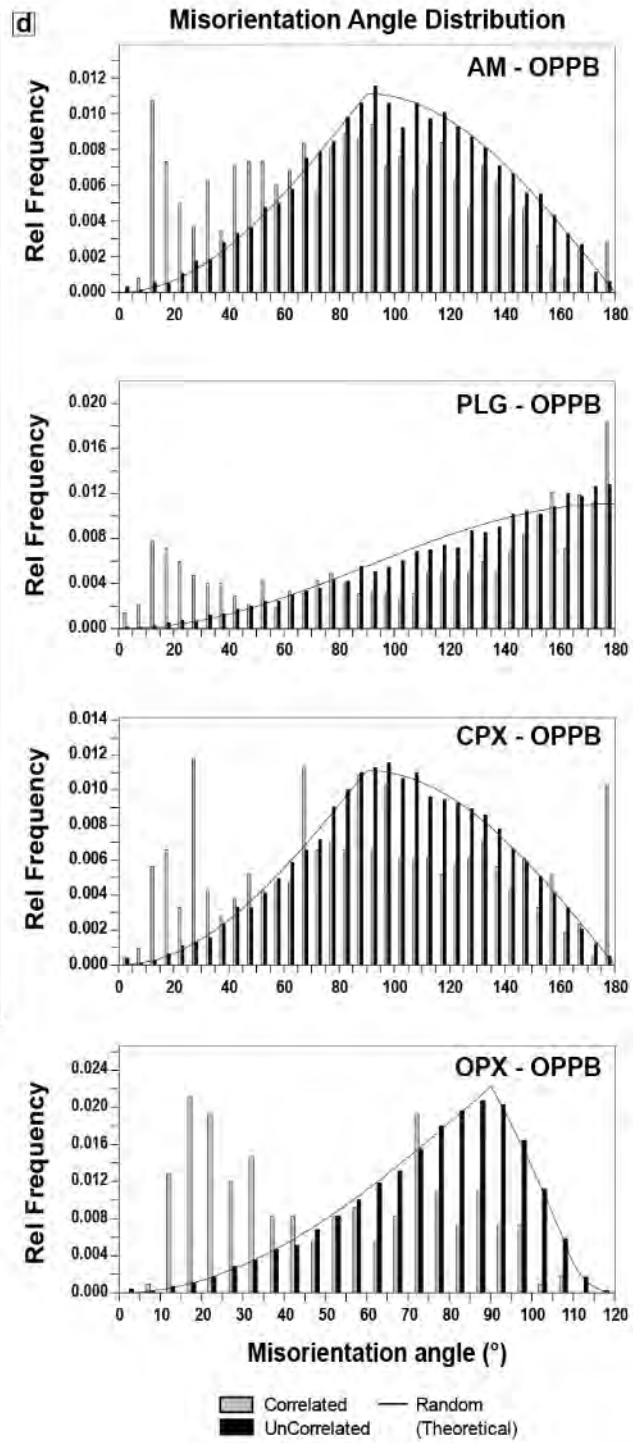 d
Misorientation Angle Distribution
AM - OPPB
Rel Frequency
0.012
0.010
0.008
0.006
0.004
0.002
0.000
0 20 40 60 80 100 120 140 160 180
PLG - OPPB
Rel Frequency
0.020
0.016
0.012
0.008
0.004
0.000
0 20 40 60 80 100 120 140 160 180
CPX - OPPB
Rel Frequency
0.014
0.012
0.010
0.008
0.006
0.004
0.002
0.000
0 20 40 60 80 100 120 140 160 180
OPX - OPPB
Rel Frequency
0.024
0.020
0.016
0.012
0.008
0.004
0.000
0 10 20 30 40 50 60 70 80 90 100 110 120
Misorientation angle (°)
Correlated Random
UnCorrelated (Theoretical)